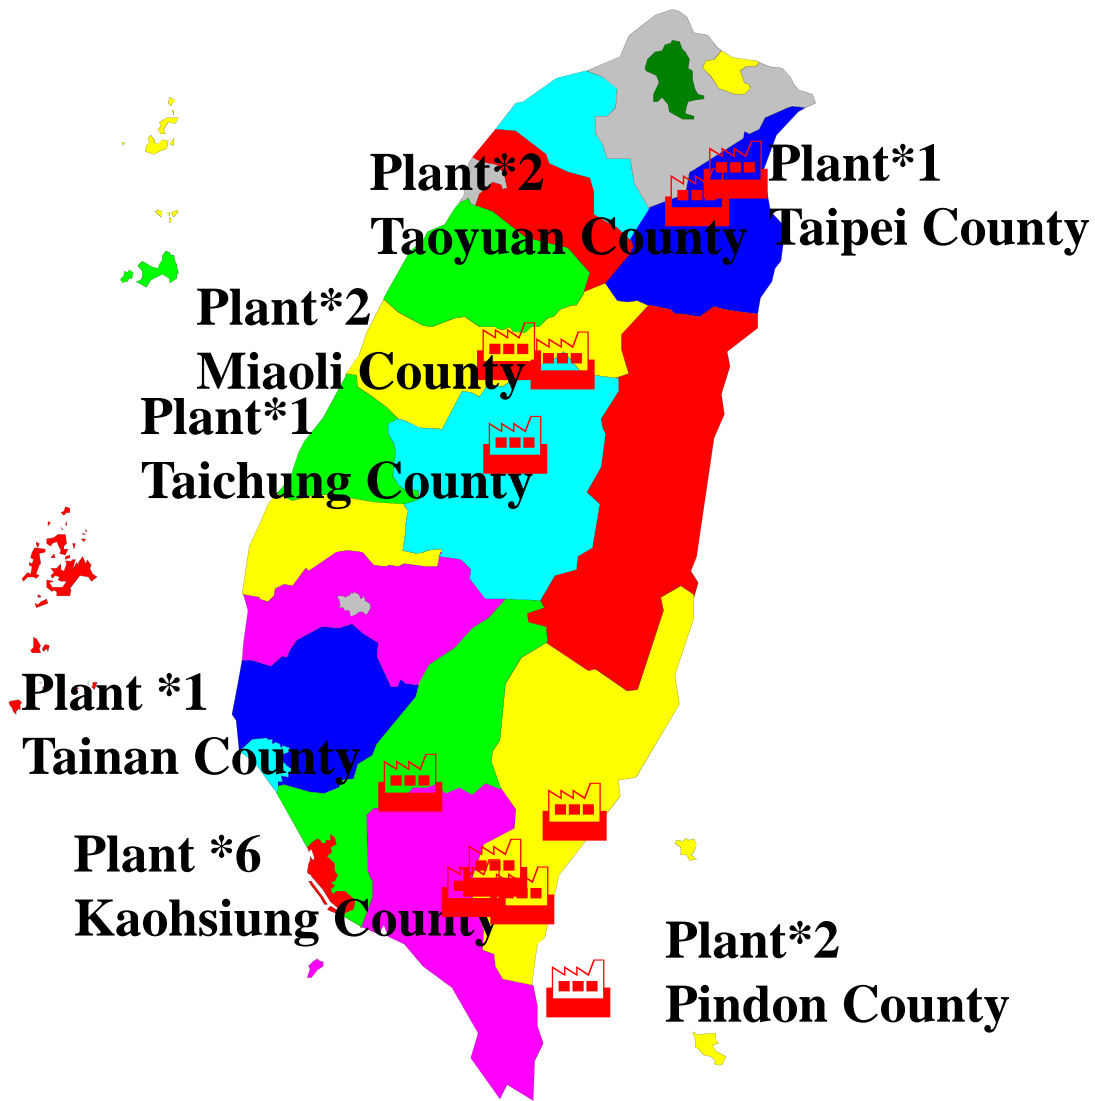 Plant*2
Taoyuan County
Plant*1
Taipei County
Plant*2
Miaoli County
Plant*1
Taichung County
Plant *1
Tainan County
Plant *6
Kaohsiung County
Plant*2
Pindon County